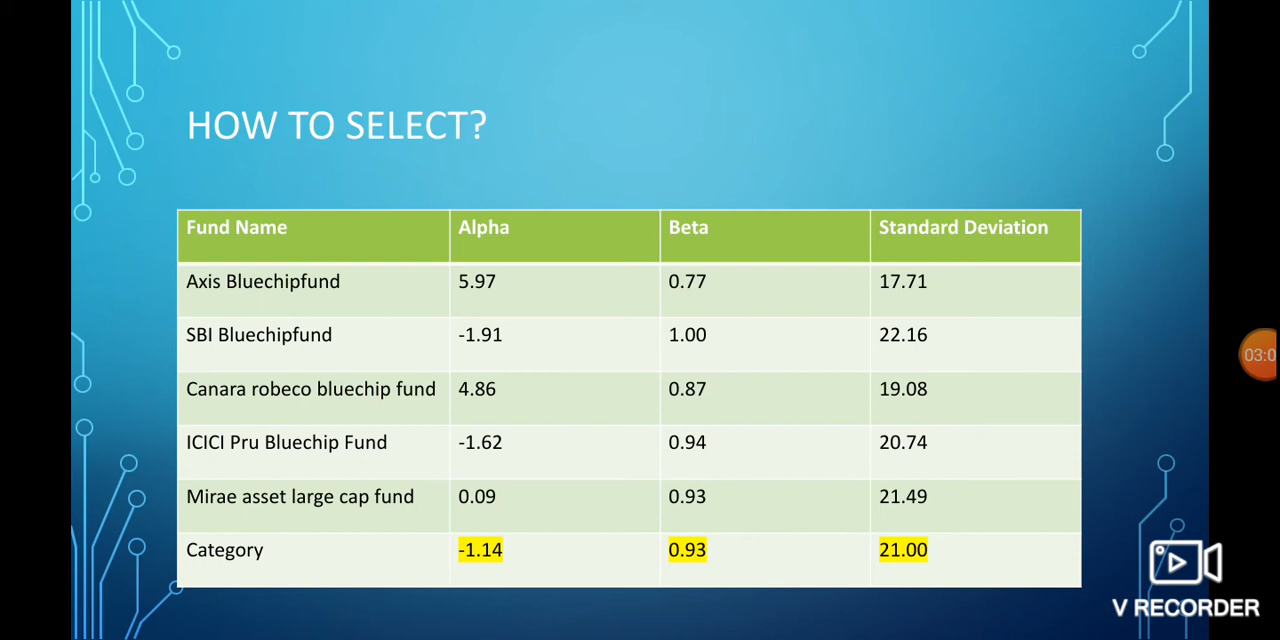 HOW TO SELECT?
Fund Name Alpha Beta Standard Deviation
Axis Bluechipfund 5.97 0.77 17.71
SBI Bluechipfund -1.91 1.00 22.16
Canara robeco bluechip fund 4.86 0.87 19.08
ICICI Pru Bluechip Fund -1.62 0.94 20.74
Mirae asset large cap fund 0.09 0.93 21.49
Category -1.14 0.93 21.00
V RECORDER